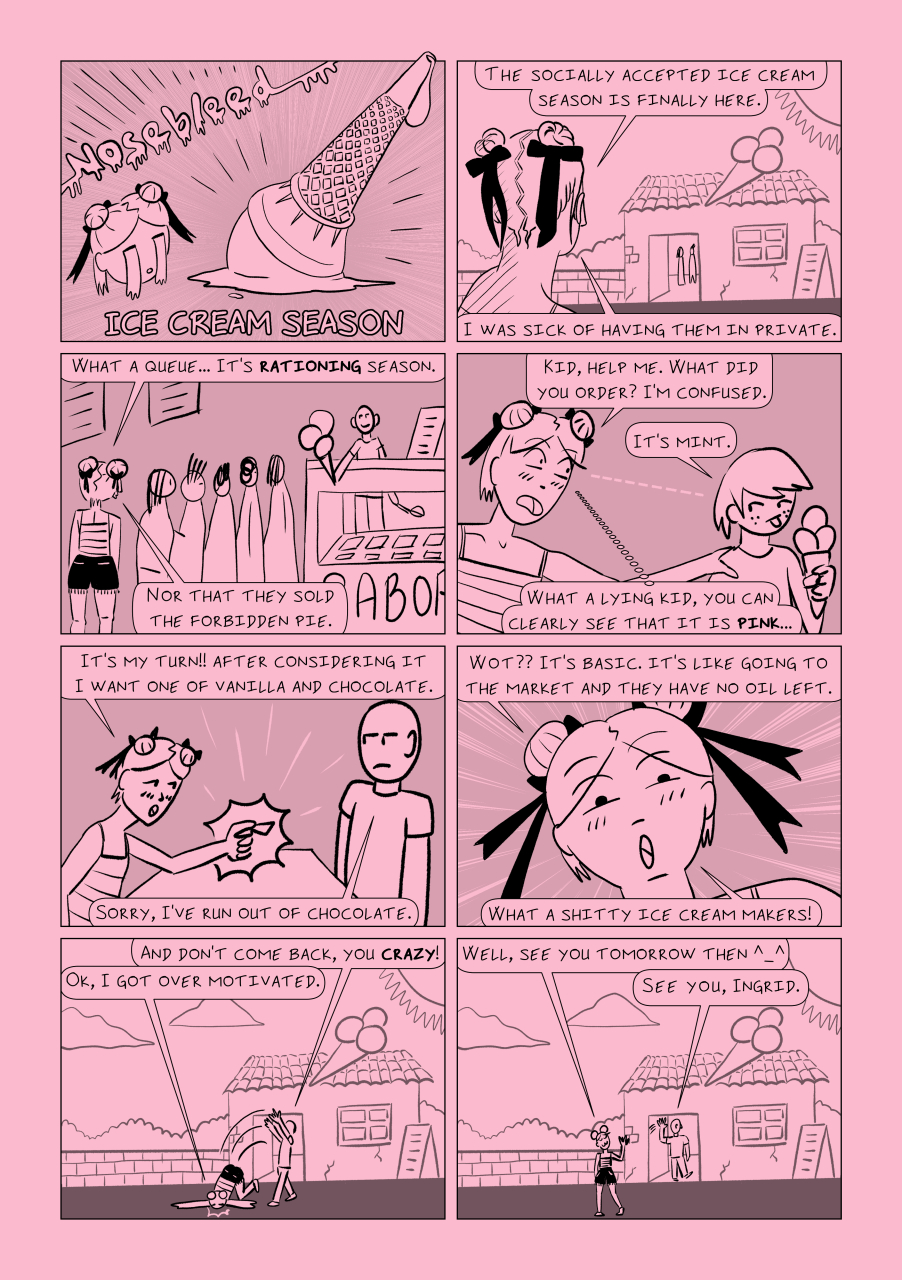 Nosebleed
ICE CREAM SEASON
THE SOCIALLY ACCEPTED ICE CREAM
SEASON IS FINALLY HERE.
I WAS SICK OF HAVING THEM IN PRIVATE.
WHAT A QUEUE... IT'S RATIONING SEASON.
NOR THAT THEY SOLD
THE FORBIDDEN PIE.
ABO
KID, HELP ME. WHAT DID
YOU ORDER? I'M CONFUSED.
IT'S MINT.
WHAT A LYING KID, YOU CAN
CLEARLY SEE THAT IT IS PINK...
IT'S MY TURN!! AFTER CONSIDERING IT
I WANT ONE OF VANILLA AND CHOCOLATE.
SORRY, I'VE RUN OUT OF CHOCOLATE.
WOT?? IT'S BASIC. IT'S LIKE GOING TO
THE MARKET AND THEY HAVE NO OIL LEFT.
WHAT A SHITTY ICE CREAM MAKERS!
AND DON'T COME BACK, YOU CRAZY!
OK, I GOT OVER MOTIVATED.
WELL, SEE YOU TOMORROW THEN ^_^
SEE YOU, INGRID.